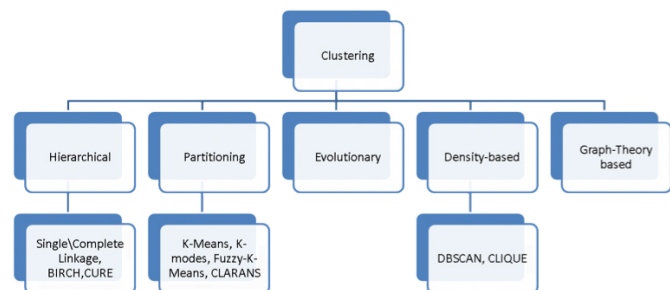 Clustering
Hierarchical
Partitioning
Evolutionary
Density-based
Graph-Theory
based
Single\Complete
Linkage,
BIRCH,CURE
K-Means, K-
modes, Fuzzy-K-
Means, CLARANS
DBSCAN, CLIQUE